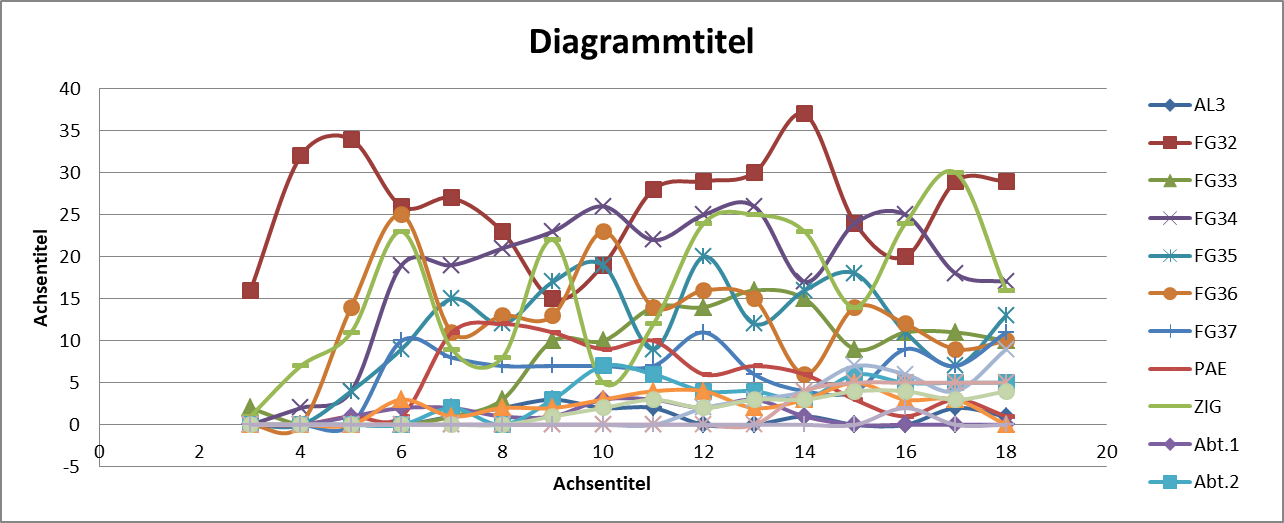 Diagrammtitel
40
35
30
25
20
15
10
5
0
-5
0 2 4 6 8 10 12 14 16 18 20
Achsentitel
Achsentitel
AL3
FG32
FG33
FG34
FG35
FG36
FG37
PAE
ZIG
Abt.1
Abt.2